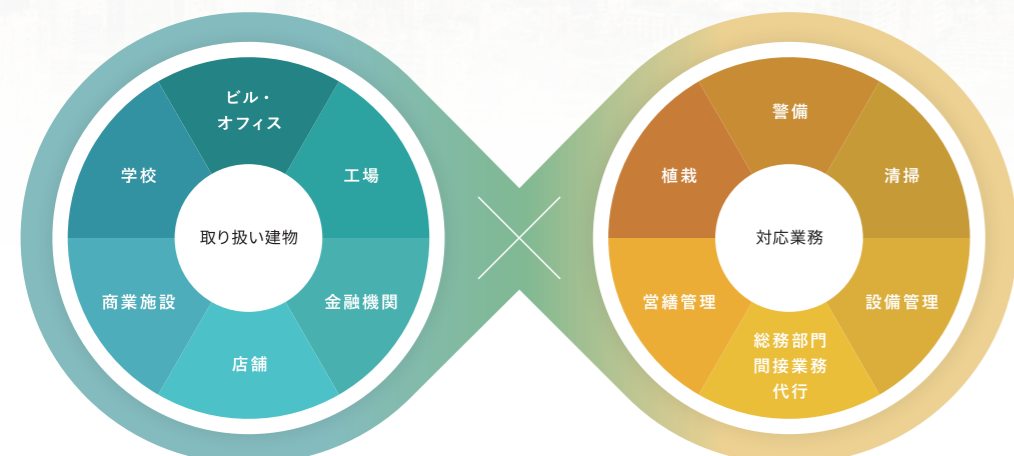 ビル・
オフィス
工場
金融機関
店舗
商業施設
学校
取り扱い建物
警備
清掃
設備管理
総務部門
間接業務
代行
営繕管理
植栽
対応業務